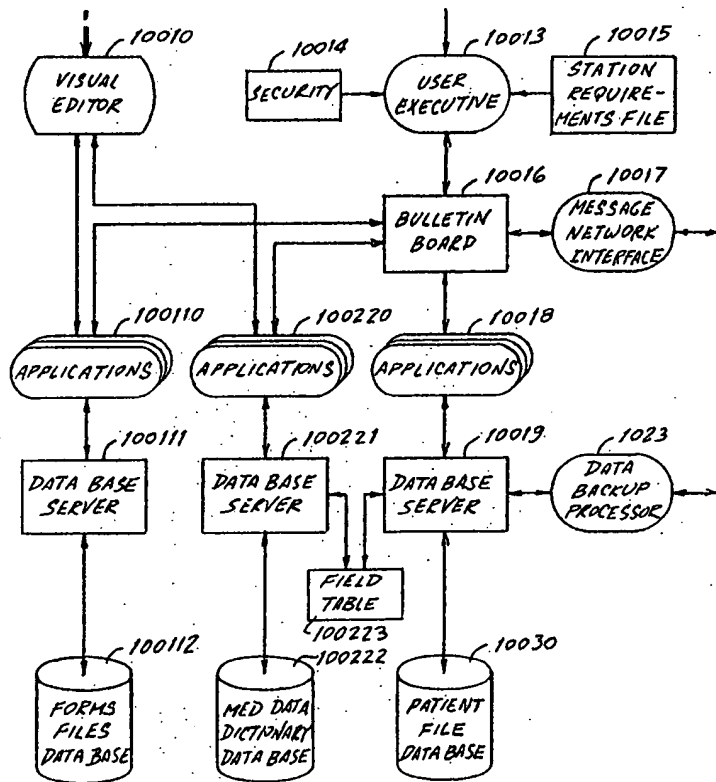 10010
VISUAL
EDITOR
10014
SECURITY
10013
USER
EXECUTIVE
10015
STATION
REQUIRE-
MENTS FILE
10016
BULLETIN
BOARD
10017
MESSAGE
NETWORK
INTERFACE
100110
APPLICATIONS
100220
APPLICATIONS
10018
APPLICATIONS
100111
DATA BASE
SERVER
100221
DATA BASE
SERVER
10019
DATA BASE
SERVER
1023
DATA
BACKUP
PROCESSOR
FIELD
TABLE
100223
100112
FORMS
FILES
DATA BASE
100222
MED DATA
DICTIONARY
DATA BASE
10030
PATIENT
FILE
DATA BASE